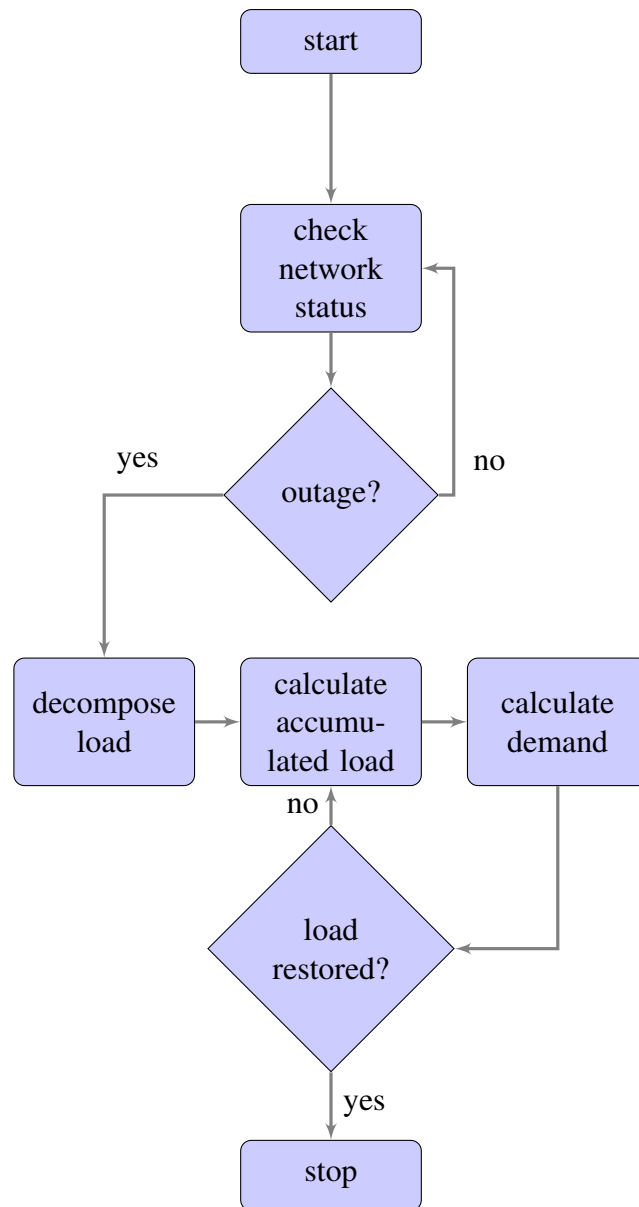 start
check
network
status
yes
outage?
no
decompose
load
calculate
accumu-
lated load
calculate
demand
no
load
restored?
yes
stop